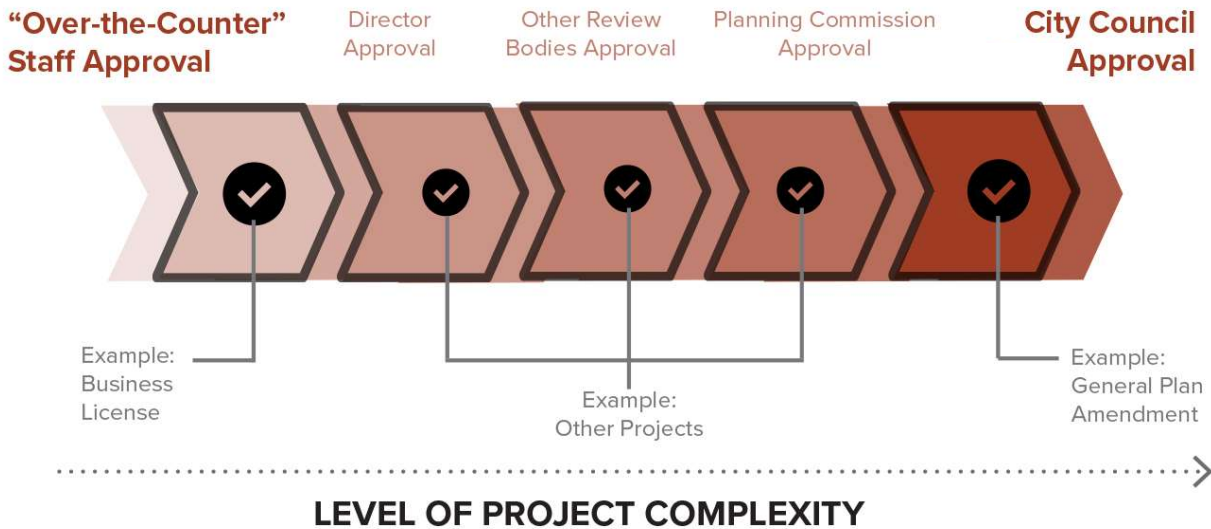 “Over-the-Counter”
Staff Approval
Director
Approval
Other Review
Bodies Approval
Planning Commission
Approval
City Council
Approval
Example:
Business
License
Example:
Other Projects
Example:
General Plan
Amendment
LEVEL OF PROJECT COMPLEXITY